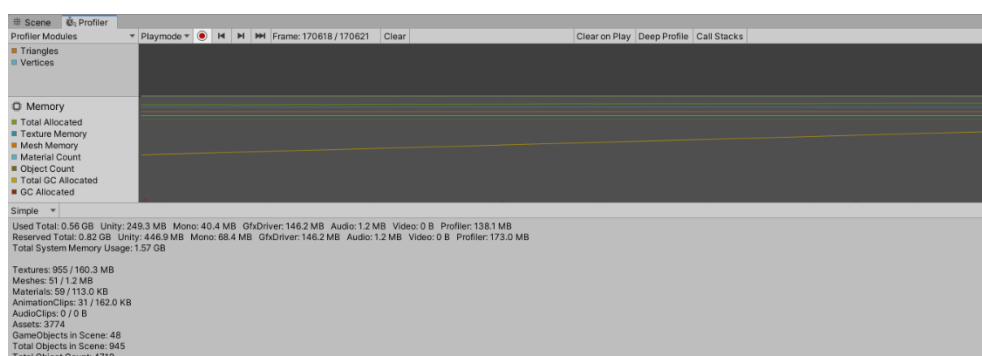 Scene Profiler
Profiler Modules Playmode Frame: 170618 / 170621 Clear Clear on Play Deep Profile Call Stacks
Triangles
Vertices
Memory
Total Allocated
Texture Memory
Mesh Memory
Material Count
Object Count
Total GC Allocated
GC Allocated
Simple
Used Total: 0.56 GB Unity: 249.3 MB Mono: 40.4 MB GfxDriver: 146.2 MB Audio: 1.2 MB Video: 0 B Profiler: 138.1 MB
Reserved Total: 0.82 GB Unity: 446.9 MB Mono: 68.4 MB GfxDriver: 146.2 MB Audio: 1.2 MB Video: 0 B Profiler: 173.0 MB
Total System Memory Usage: 1.57 GB
Textures: 955 / 160.3 MB
Meshes: 51 / 1.2 MB
Materials: 59 / 113.0 KB
AnimationClips: 31 / 162.0 KB
AudioClips: 0 / 0 B
Assets: 3774
GameObjects in Scene: 48
Total Objects in Scene: 945
Total Object Count: 4719